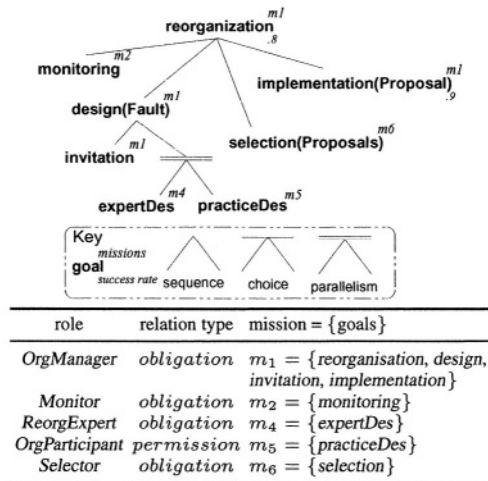 reorganization m1
.8
monitoring m2
implementation(Proposal) m1
.9
design(Fault) m1
selection(Proposals) m6
invitation m1
expertDes m4
practiceDes m5
Key
missions
goal
success rate
sequence
choice
parallelism
role relation type mission = {goals}
OrgManager obligation m1 = {reorganisation, design,
invitation, implementation}
Monitor obligation m2 = {monitoring}
ReorgExpert obligation m4 = {expertDes}
OrgParticipant permission m5 = {practiceDes}
Selector obligation m6 = {selection}